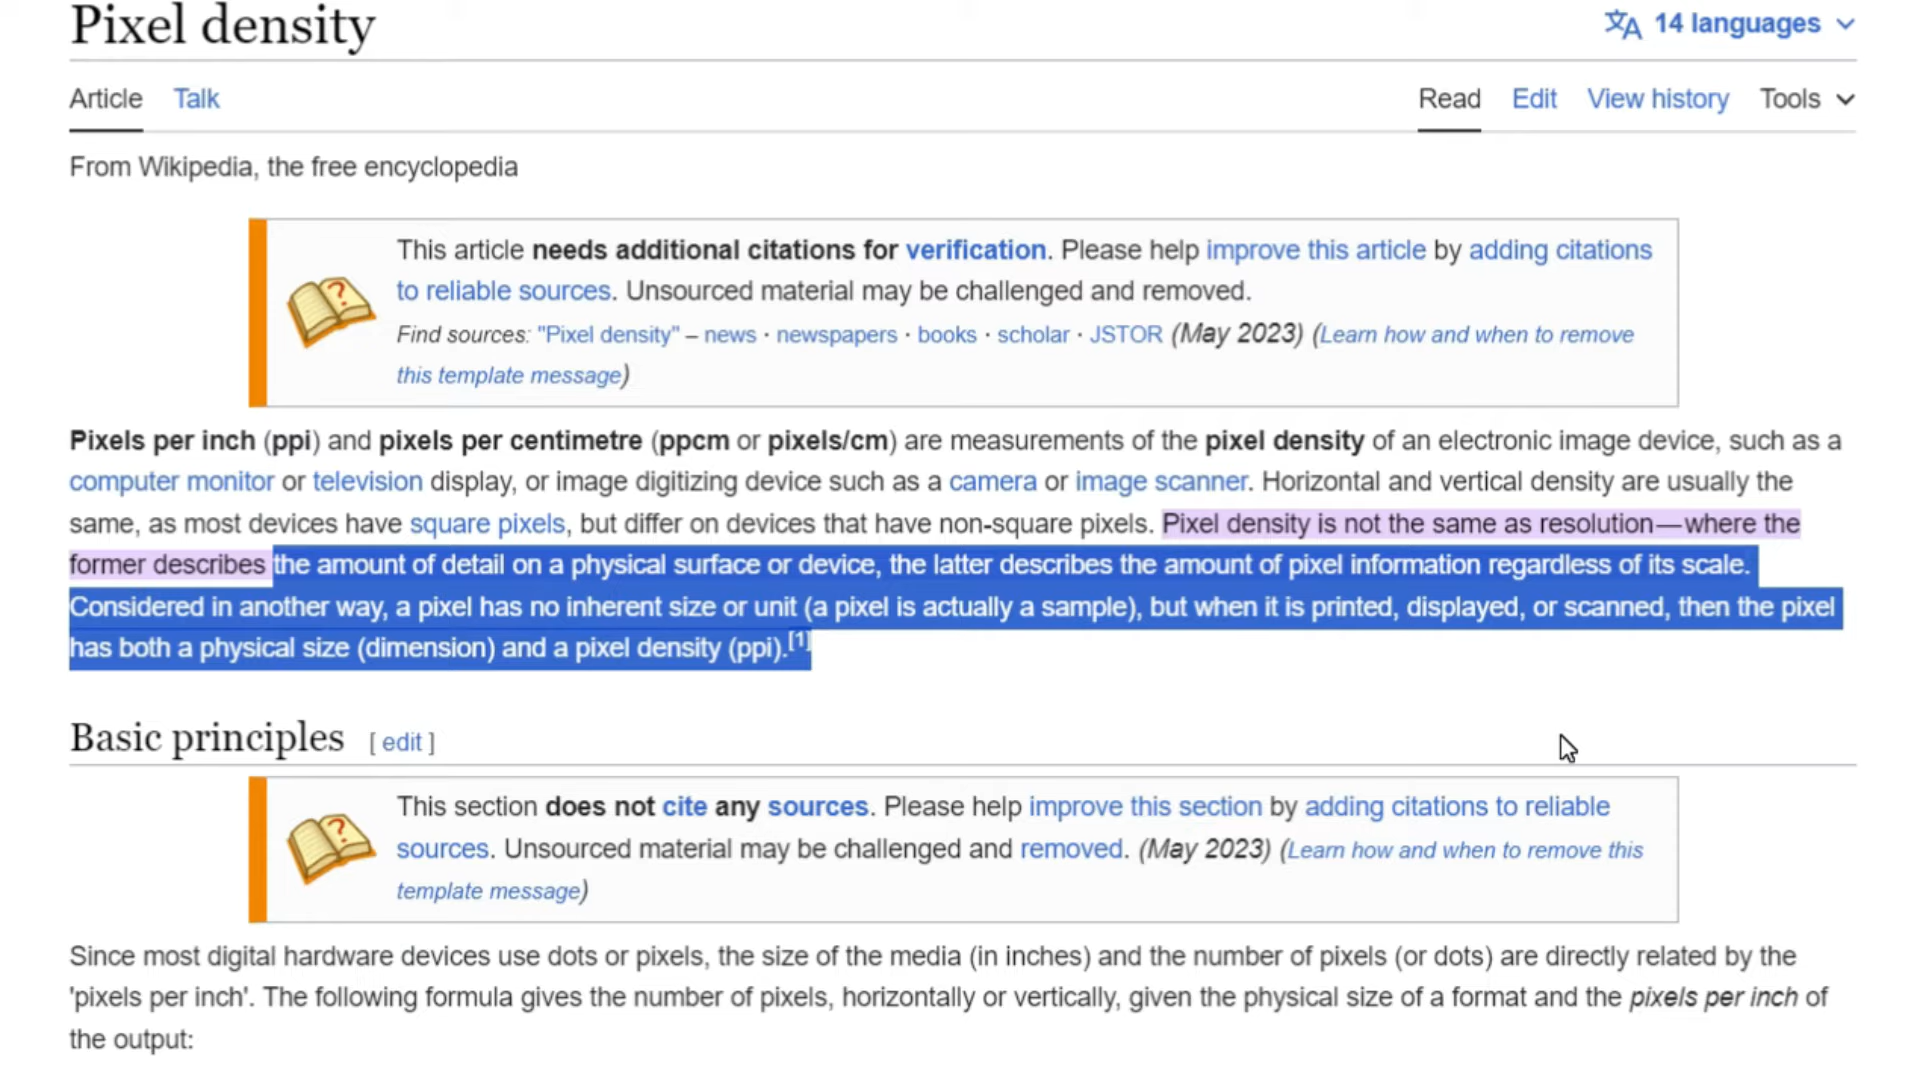 Pixel density
14 languages
Article Talk
Read Edit View history Tools
From Wikipedia, the free encyclopedia
This article needs additional citations for verification. Please help improve this article by adding citations
to reliable sources. Unsourced material may be challenged and removed.
Find sources: "Pixel density" – news · newspapers · books · scholar · JSTOR (May 2023) (Learn how and when to remove
this template message)
Pixels per inch (ppi) and pixels per centimetre (ppcm or pixels/cm) are measurements of the pixel density of an electronic image device, such as a
computer monitor or television display, or image digitizing device such as a camera or image scanner. Horizontal and vertical density are usually the
same, as most devices have square pixels, but differ on devices that have non-square pixels. Pixel density is not the same as resolution—where the
former describes the amount of detail on a physical surface or device, the latter describes the amount of pixel information regardless of its scale.
Considered in another way, a pixel has no inherent size or unit (a pixel is actually a sample), but when it is printed, displayed, or scanned, then the pixel
has both a physical size (dimension) and a pixel density (ppi).[1]
Basic principles [ edit ]
This section does not cite any sources. Please help improve this section by adding citations to reliable
sources. Unsourced material may be challenged and removed. (May 2023) (Learn how and when to remove this
template message)
Since most digital hardware devices use dots or pixels, the size of the media (in inches) and the number of pixels (or dots) are directly related by the
'pixels per inch'. The following formula gives the number of pixels, horizontally or vertically, given the physical size of a format and the pixels per inch of
the output: